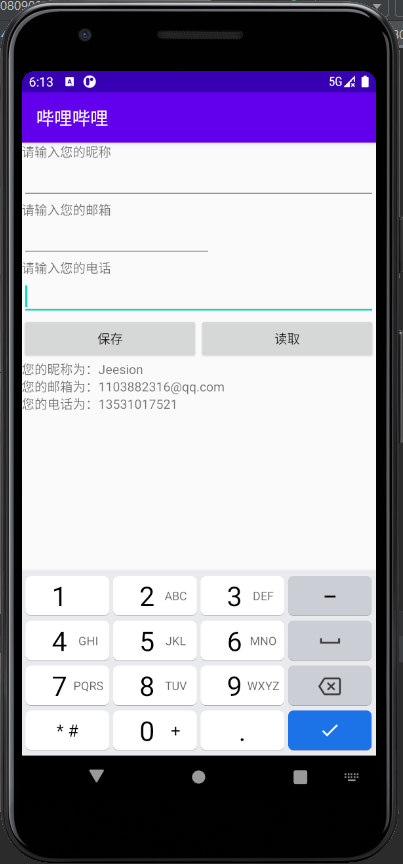 6:13 A 5G
哔哩哔哩
请输入您的昵称
请输入您的邮箱
请输入您的电话
保存 读取
您的昵称为：Jeesion
您的邮箱为：1103882316@qq.com
您的电话为：13531017521
1 2 ABC 3 DEF -
4 GHI 5 JKL 6 MNO
7 PQRS 8 TUV 9 WXYZ
* # 0 + .